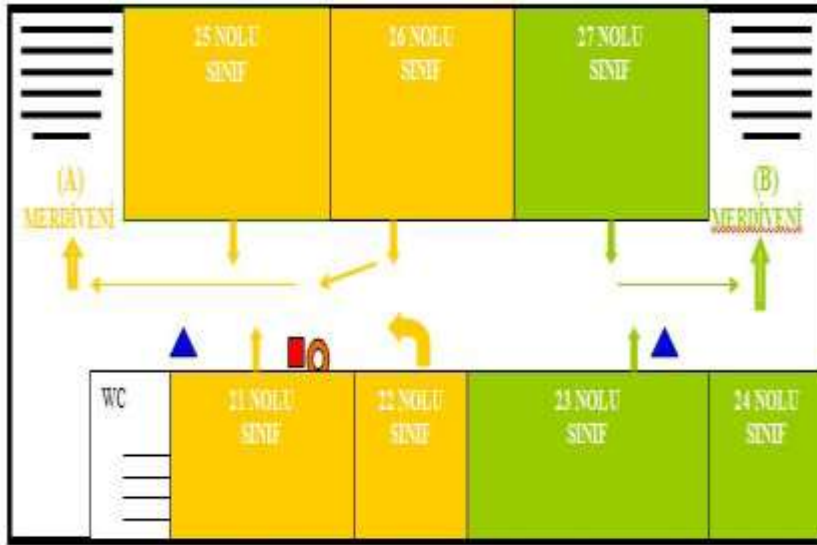 25 NOLU
SINIF
26 NOLU
SINIF
27 NOLU
SINIF
(A)
MERDİVENİ
(B)
MERDİVENİ
WC
21 NOLU
SINIF
22 NOLU
SINIF
23 NOLU
SINIF
24 NOLU
SINIF